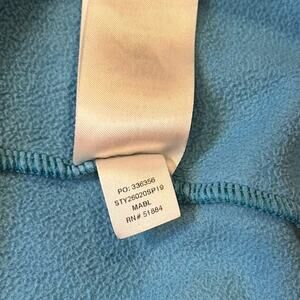 PO: 336356
STY26020SP19
MABL
RN# 51884